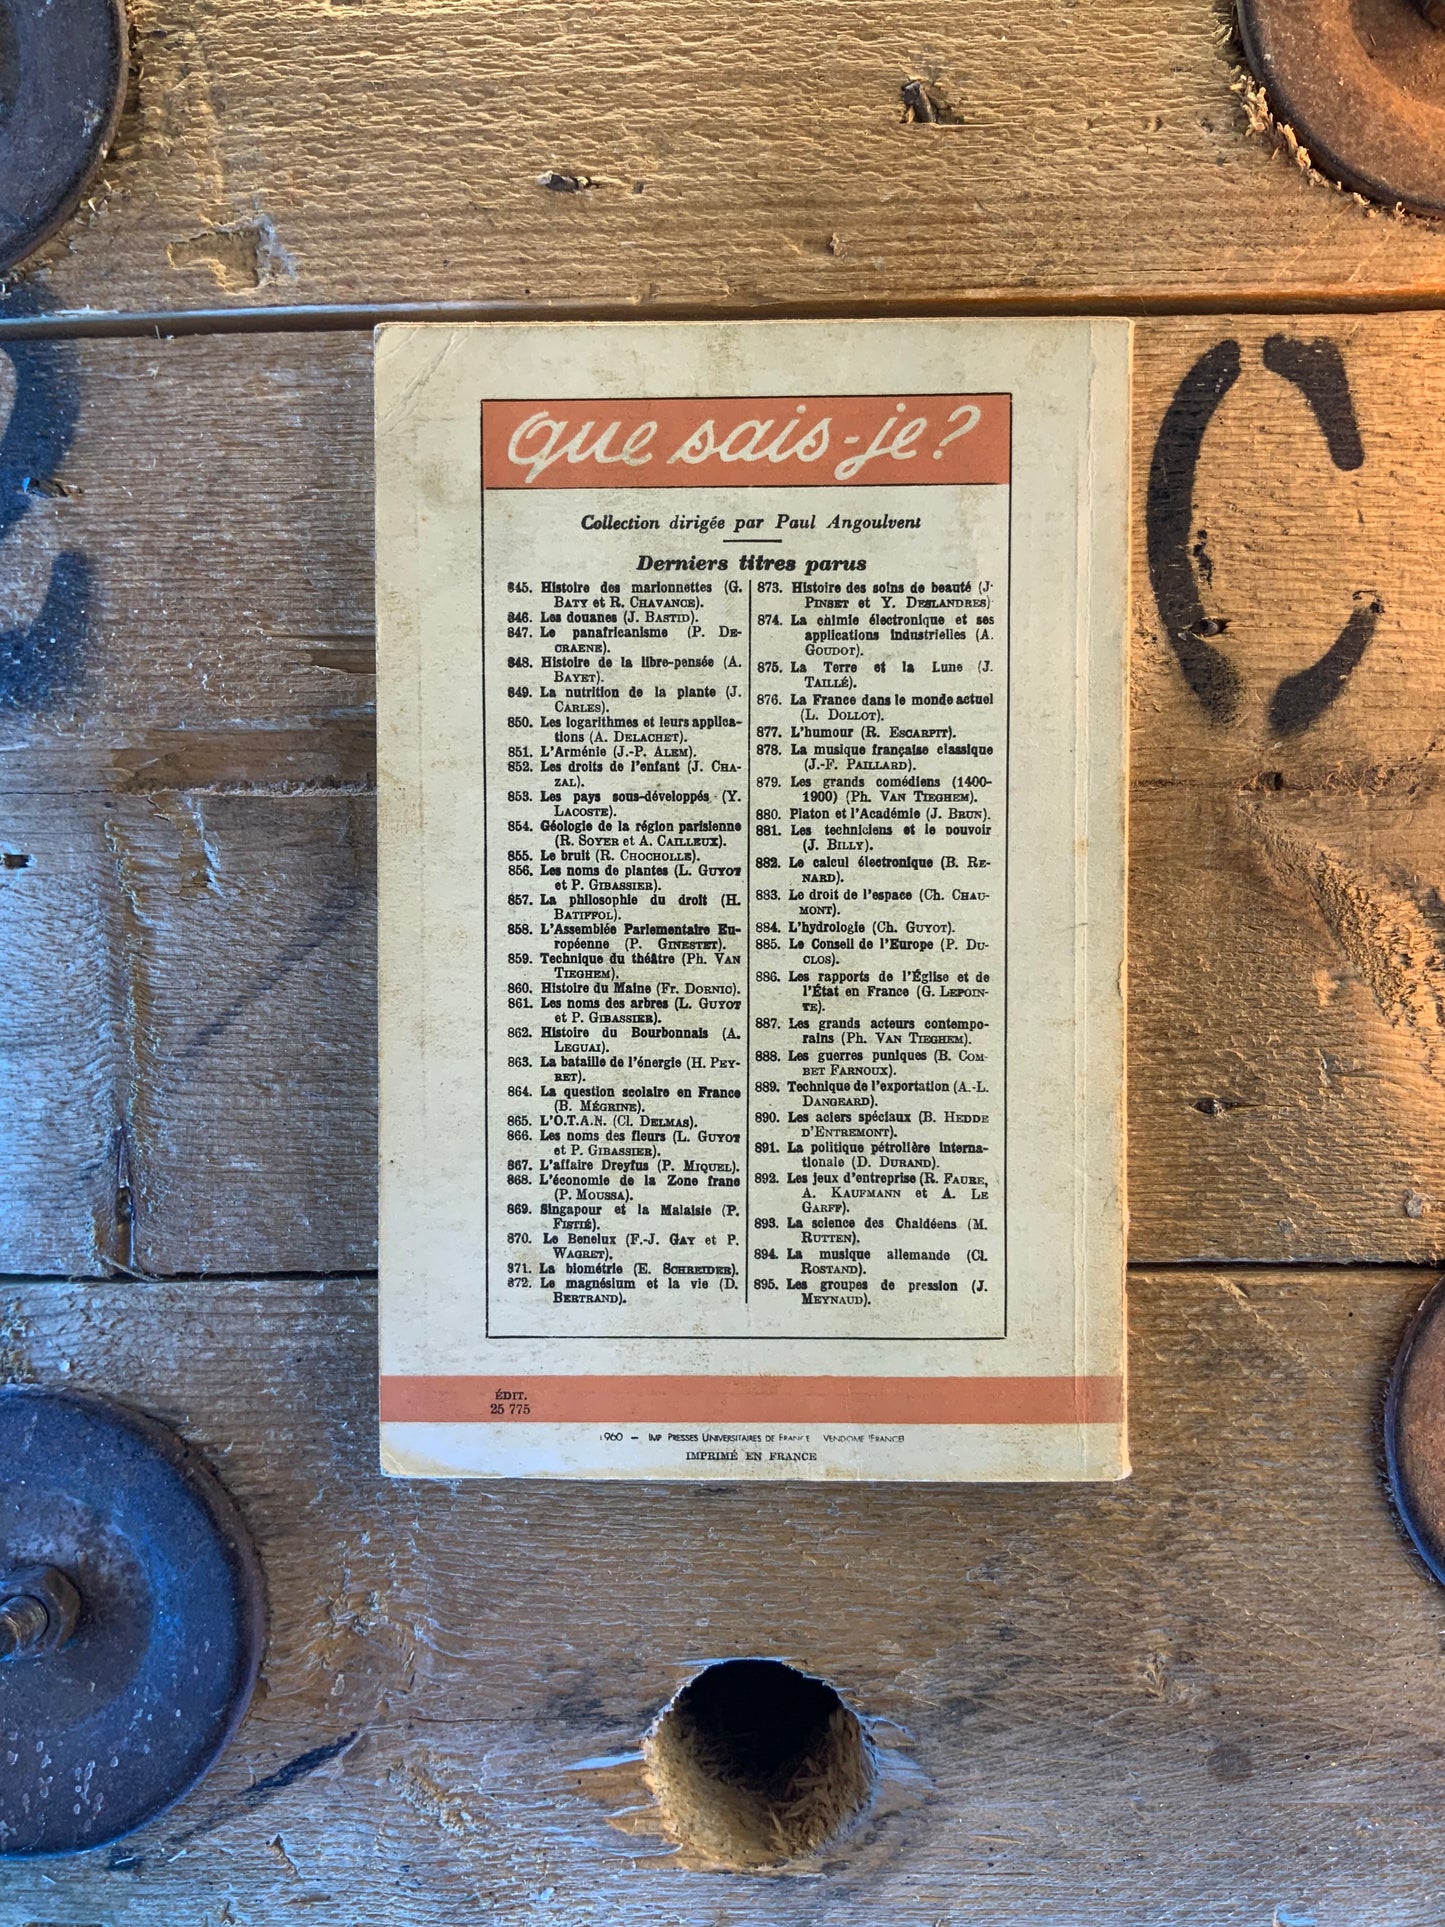 que sais-je?
Collection dirigée par Paul Angoulvent
Derniers titres parus
845. Histoire des marionnettes (G.
BATY et R. CHAVANCE).
846. Les douanes (J. BASTID).
847. Le panafricanisme (P. DE-
CRAENE).
848. Histoire de la libre-pensée (A.
BAYET).
849. La nutrition de la plante (J.
CARLES).
850. Les logarithmes et leurs applica-
tions (A. DELACHET).
851. L'Arménie (J.-P. ALEM).
852. Les droits de l'enfant (J. CHA-
ZAL).
853. Les pays sous-développés (Y.
LACOSTE).
854. Géologie de la région parisienne
(R. SOYER et A. CAILLEUX).
855. Le bruit (R. CHOCHOLLE).
856. Les noms de plantes (L. GUYOT
et P. GIBASSIER).
857. La philosophie du droit (H.
BATIFFOL).
858. L'Assemblée Parlementaire Eu-
ropéenne (P. GINESTET).
859. Technique du théâtre (Ph. VAN
TIEGHEM).
860. Histoire du Maine (Fr. DORNIC).
861. Les noms des arbres (L. GUYOT
et P. GIBASSIER).
862. Histoire du Bourbonnais (A.
LEGUAI).
863. La bataille de l'énergie (H. PEY-
RET).
864. La question scolaire en France
(B. MÉGRINE).
865. L'O.T.A.N. (Cl. DELMAS).
866. Les noms des fleurs (L. GUYOT
et P. GIBASSIER).
867. L'affaire Dreyfus (P. MIQUEL).
868. L'économie de la Zone franc
(P. MOUSSA).
869. Singapour et la Malaisie (P.
FISTIÉ).
870. Le Benelux (F.-J. GAY et P.
WAGRET).
871. La biométrie (E. SCHREIDER).
872. Le magnésium et la vie (D.
BERTRAND).
873. Histoire des soins de beauté (J.
PINSET et Y. DESLANDRES)
874. La chimie électronique et ses
applications industrielles (A.
GOUDOT).
875. La Terre et la Lune (J.
TAILLÉ).
876. La France dans le monde actuel
(L. DOLLOT).
877. L'humour (R. ESCARPIT).
878. La musique française classique
(J.-F. PAILLARD).
879. Les grands comédiens (1400-
1900) (Ph. VAN TIEGHEM).
880. Platon et l'Académie (J. BRUN).
881. Les techniciens et le pouvoir
(J. BILLY).
882. Le calcul électronique (B. RE-
NARD).
883. Le droit de l'espace (Ch. CHAU-
MONT).
884. L'hydrologie (Ch. GUYOT).
885. Le Conseil de l'Europe (P. DU-
CLOS).
886. Les rapports de l'Église et de
l'État en France (G. LEPOIN-
TE).
887. Les grands acteurs contempo-
rains (Ph. VAN TIEGHEM).
888. Les guerres puniques (B. COM-
BET FARNOUX).
889. Technique de l'exportation (A.-L.
DANGEARD).
890. Les aciers spéciaux (B. HEDDE
D'ENTREMONT).
891. La politique pétrolière interna-
tionale (D. DURAND).
892. Les jeux d'entreprise (R. FAURE,
A. KAUFMANN et A. LE
GARFF).
893. La science des Chaldéens (M.
RUTTEN).
894. La musique allemande (Cl.
ROSTAND).
895. Les groupes de pression (J.
MEYNAUD).
ÉDIT.
25 775
1960 — IMP PRESSES UNIVERSITAIRES DE FRANCE VENDOME (FRANCE)
IMPRIMÉ EN FRANCE
C